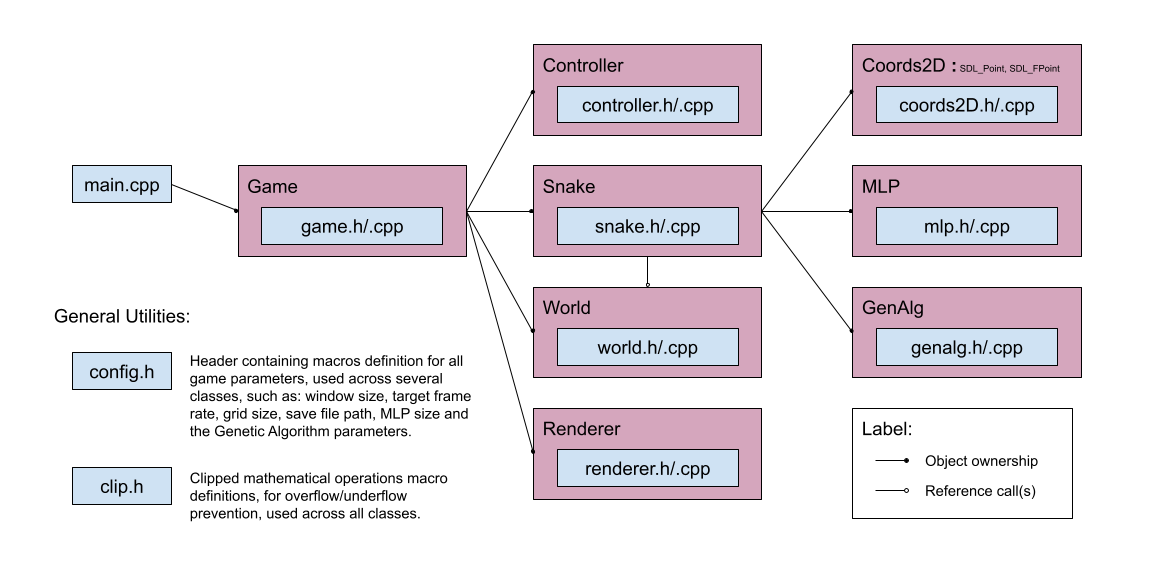 Controller
controller.h/.cpp
Coords2D : SDL_Point, SDL_FPoint
coords2D.h/.cpp
main.cpp
Game
game.h/.cpp
Snake
snake.h/.cpp
MLP
mlp.h/.cpp
World
world.h/.cpp
GenAlg
genalg.h/.cpp
General Utilities:
config.h
Header containing macros definition for all
game parameters, used across several
classes, such as: window size, target frame
rate, grid size, save file path, MLP size and
the Genetic Algorithm parameters.
clip.h
Clipped mathematical operations macro
definitions, for overflow/underflow
prevention, used across all classes.
Renderer
renderer.h/.cpp
Label:
Object ownership
Reference call(s)